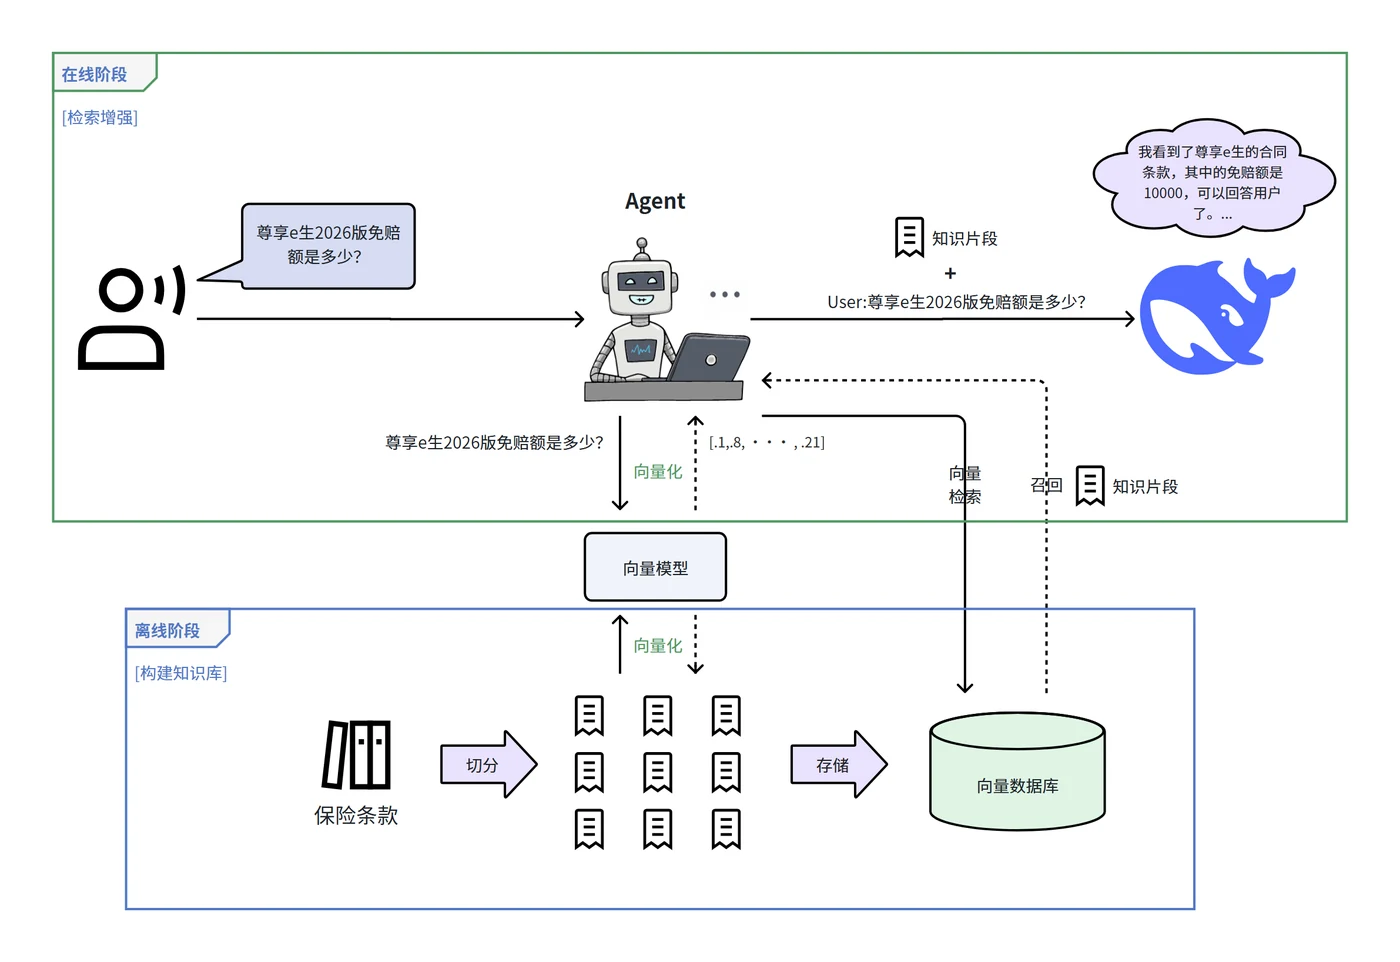 在线阶段
[检索增强]
我看到了尊享e生的合同
条款，其中的免赔额是
10000，可以回答用户
了。...
Agent
尊享e生2026版免赔
额是多少？
知识片段
+
User:尊享e生2026版免赔额是多少？
尊享e生2026版免赔额是多少？
[.1,.8, · · · , .21]
向量化
向量
检索
召回
知识片段
向量模型
离线阶段
[构建知识库]
向量化
保险条款
切分
存储
向量数据库